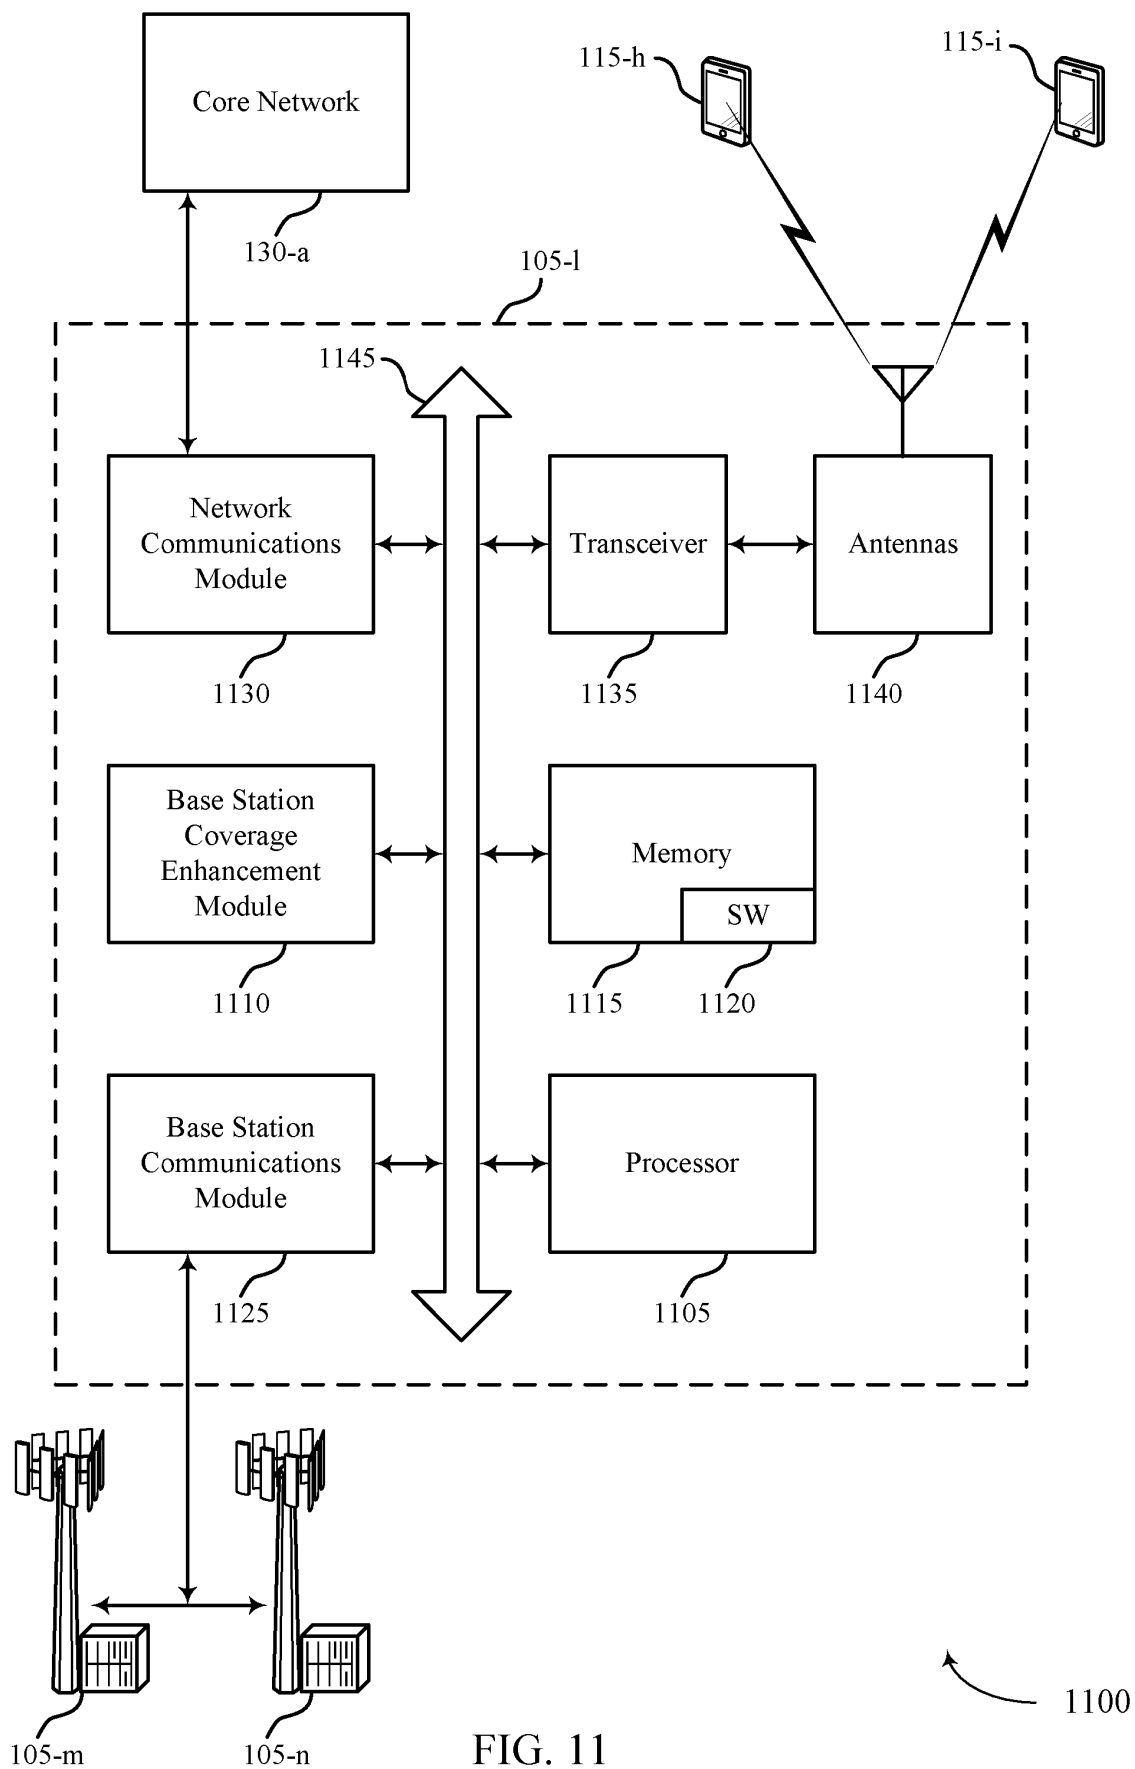 Core Network
115-h
115-i
130-a
105-l
1145
Network
Communications
Module
Transceiver
Antennas
1130
1135
1140
Base Station
Coverage
Enhancement
Module
Memory
SW
1110
1115
1120
Base Station
Communications
Module
Processor
1125
1105
105-m
105-n
1100
FIG. 11